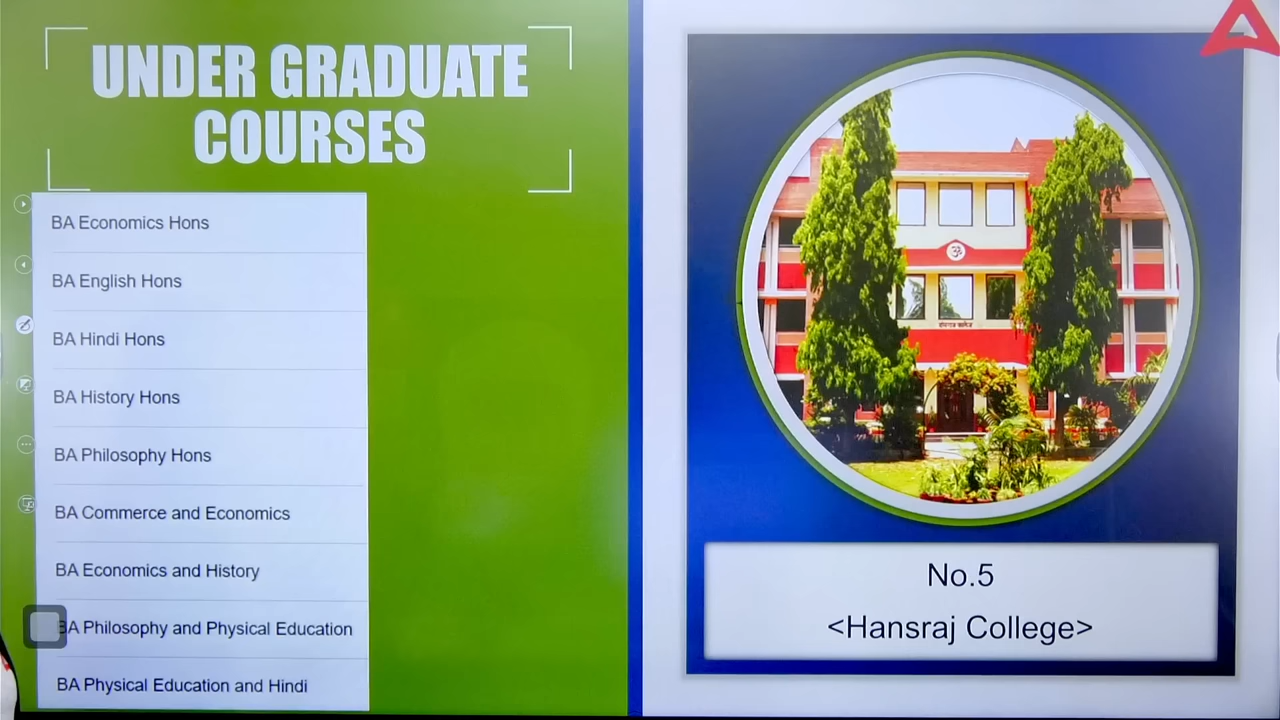 UNDER GRADUATE
COURSES
BA Economics Hons
BA English Hons
BA Hindi Hons
BA History Hons
BA Philosophy Hons
BA Commerce and Economics
BA Economics and History
BA Philosophy and Physical Education
BA Physical Education and Hindi
ॐ
हंसराज कालेज
No.5
<Hansraj College>